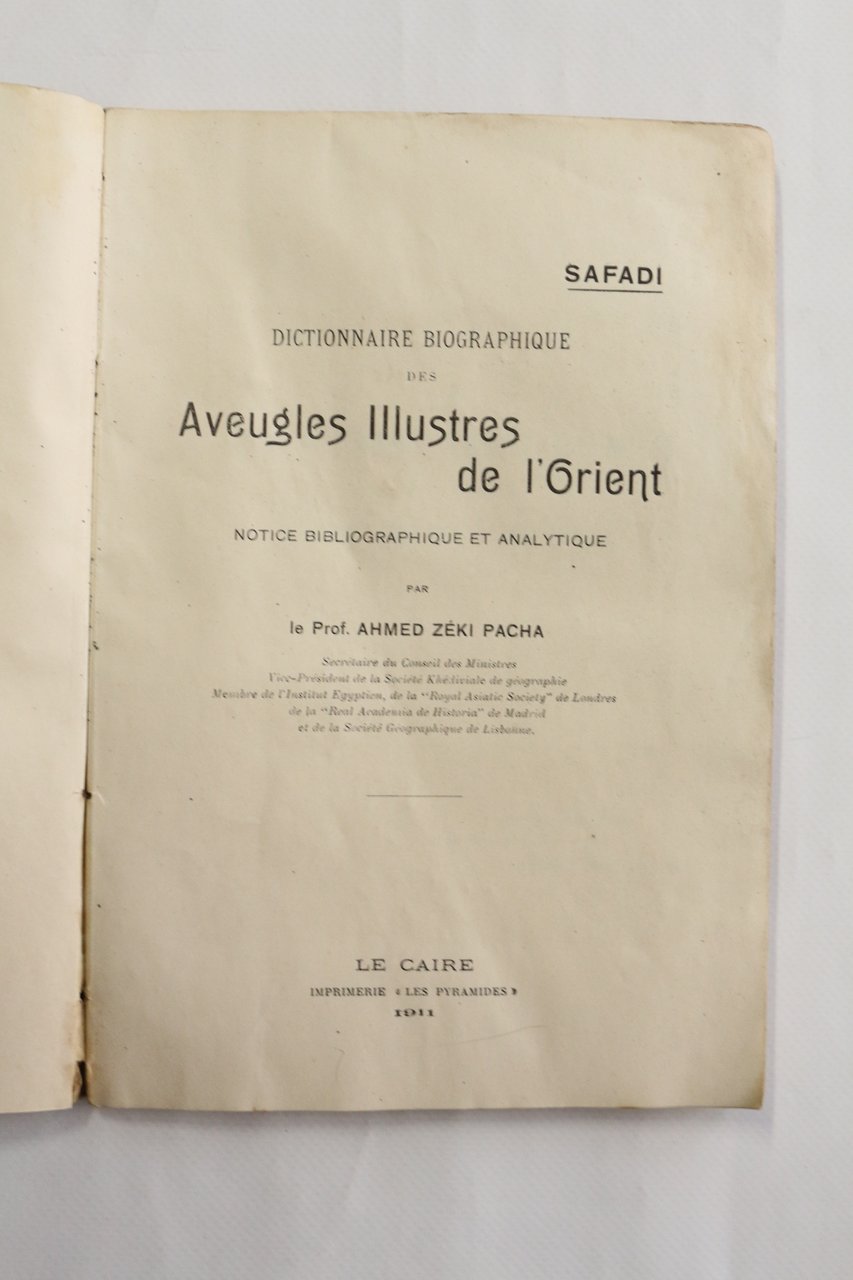 SAFADI
DICTIONNAIRE BIOGRAPHIQUE
DES
Aveugles Illustres
de l'Orient
NOTICE BIBLIOGRAPHIQUE ET ANALYTIQUE
PAR
le Prof. AHMED ZÉKI PACHA
Secrétaire du Conseil des Ministres
Vice-Président de la Société Khédiviale de géographie
Membre de l'Institut Egyptien, de la "Royal Asiatic Society" de Londres
de la "Real Academia de Historia" de Madrid
et de la Société Géographique de Lisbonne.
LE CAIRE
IMPRIMERIE « LES PYRAMIDES »
1911